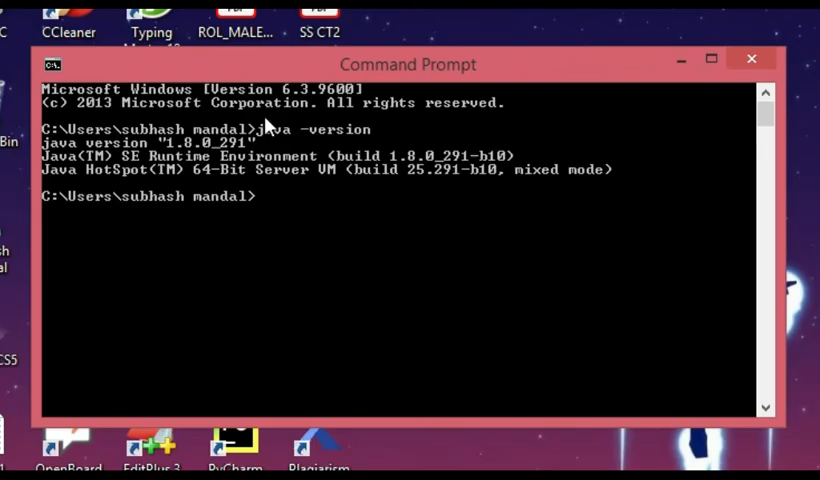 CCleaner
Typing
ROL_MALE...
SS CT2
Command Prompt
Microsoft Windows [Version 6.3.9600]
(c) 2013 Microsoft Corporation. All rights reserved.
C:\Users\subhash mandal>java -version
java version "1.8.0_291"
Java(TM) SE Runtime Environment (build 1.8.0_291-b10)
Java HotSpot(TM) 64-Bit Server VM (build 25.291-b10, mixed mode)
C:\Users\subhash mandal>
Bin
CS5
OpenBoard
EditPlus 3
PyCharm
Plagiarism